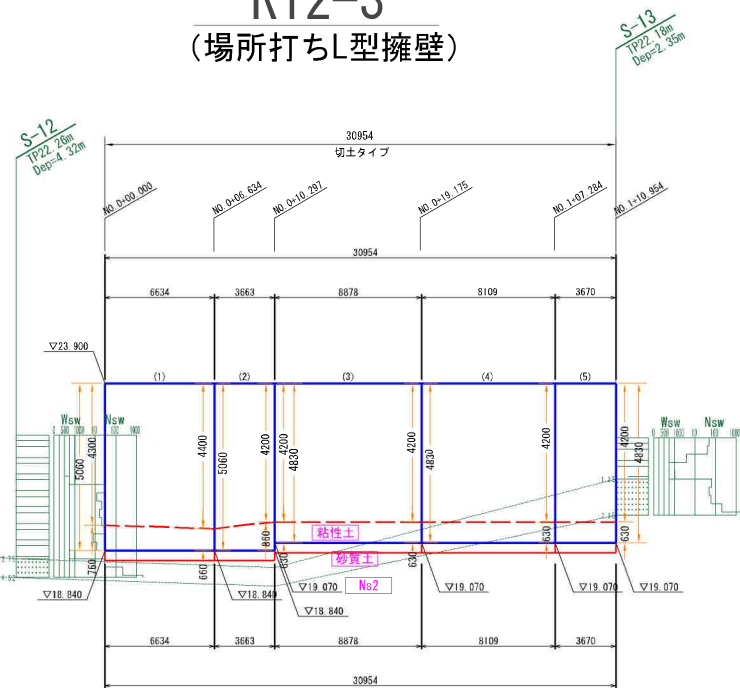 RT2-3
(場所打ちL型擁壁)
S-13
TP22.18m
Dep=2.35m
S-12
TP22.26m
Dep=4.32m
30954
切土タイプ
NO.0+00.000
NO.0+06.634
NO.0+10.297
NO.0+19.175
NO.1+07.284
NO.1+10.954
30954
6634
3663
8878
8109
3670
▽23.900
(1)
(2)
(3)
(4)
(5)
Wsw
Nsw
Wsw
Nsw
5060
4300
4400
5060
4200
4200
4830
4200
4830
4200
4200
4830
粘性土
860
630
630
砂質土
760
660
630
630
Ns2
▽18.840
▽18.840
▽19.070
▽18.840
▽19.070
▽19.070
▽19.070
6634
3663
8878
8109
3670
30954